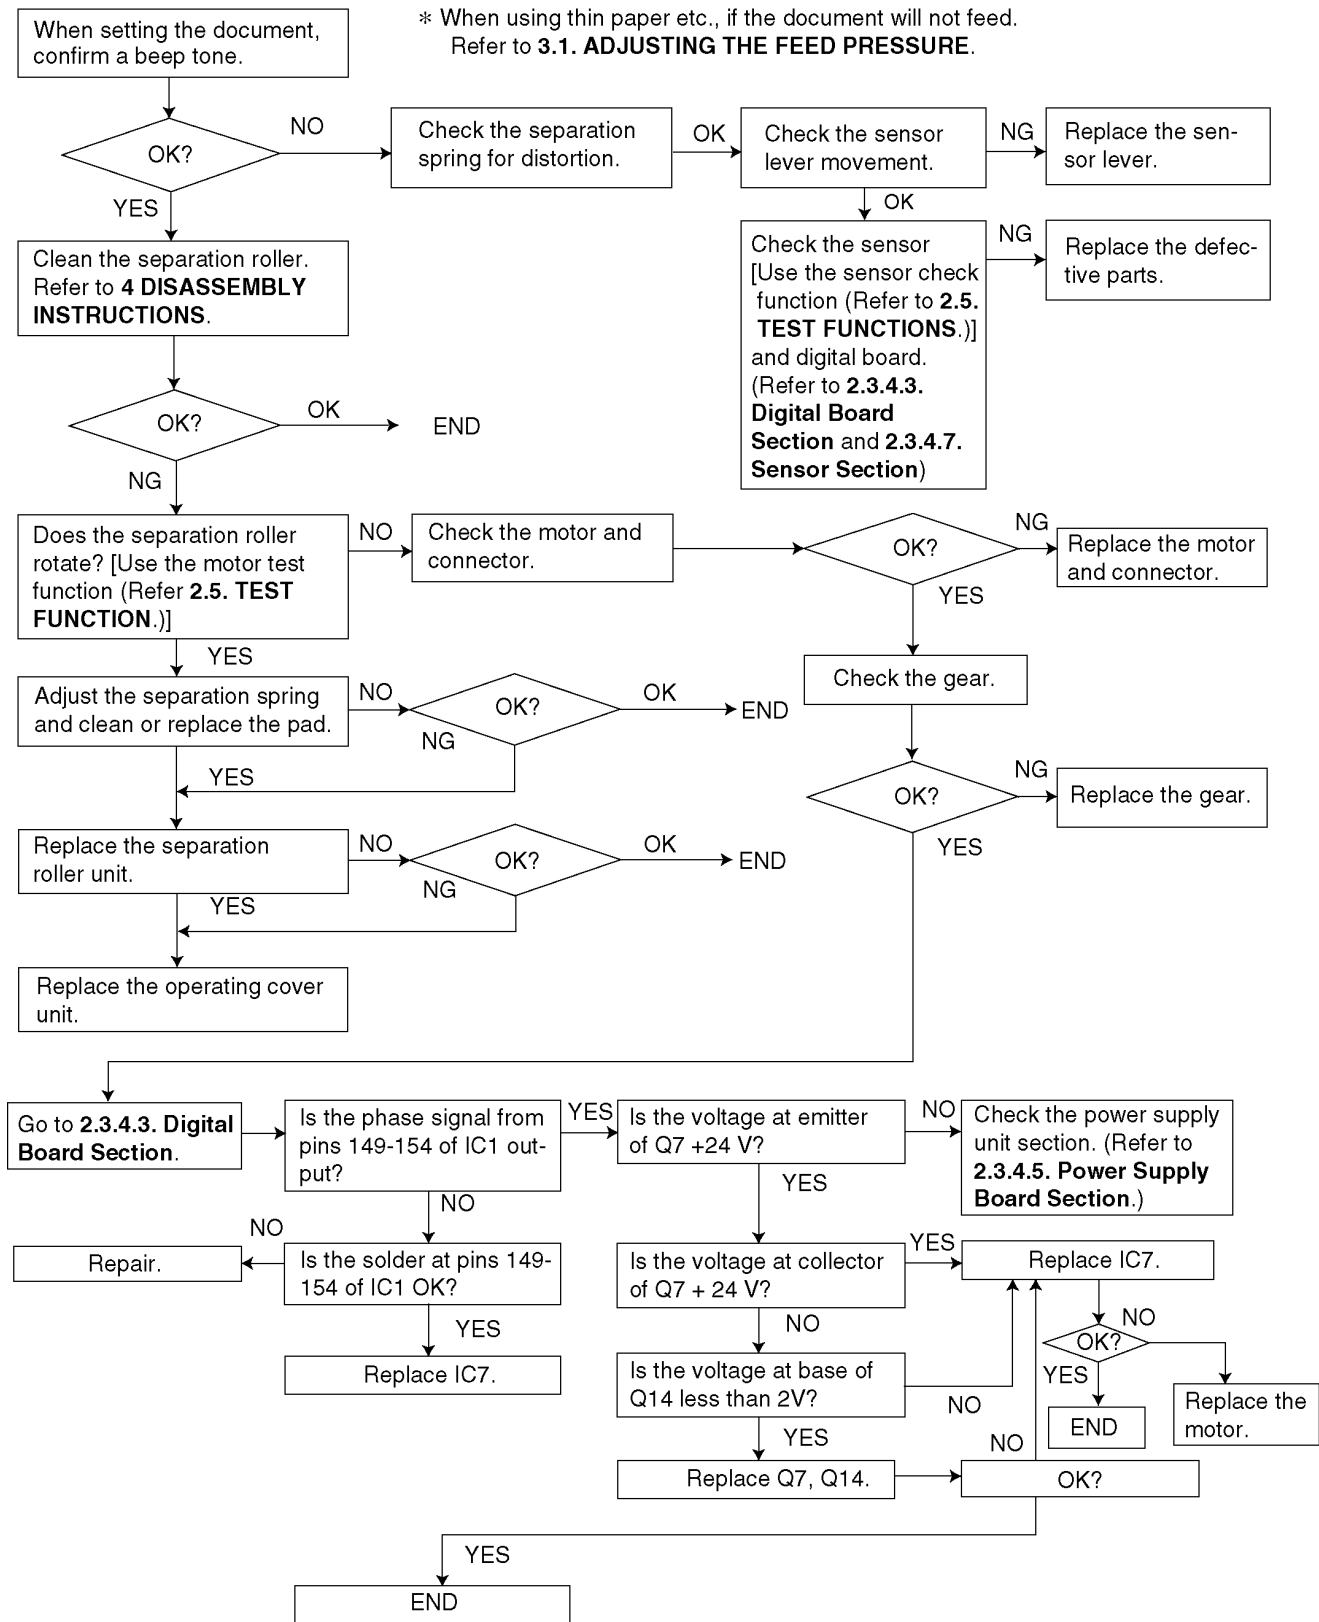 When setting the document,
confirm a beep tone.
* When using thin paper etc., if the document will not feed.
Refer to 3.1. ADJUSTING THE FEED PRESSURE.
OK?
NO
Check the separation
spring for distortion.
OK
Check the sensor
lever movement.
NG
Replace the sen-
sor lever.
YES
OK
Clean the separation roller.
Refer to 4 DISASSEMBLY
INSTRUCTIONS.
Check the sensor
[Use the sensor check
function (Refer to 2.5.
TEST FUNCTIONS.)]
and digital board.
(Refer to 2.3.4.3.
Digital Board
Section and 2.3.4.7.
Sensor Section)
NG
Replace the defec-
tive parts.
OK?
OK
END
NG
Does the separation roller
rotate? [Use the motor test
function (Refer 2.5. TEST
FUNCTION.)]
NO
Check the motor and
connector.
OK?
NG
Replace the motor
and connector.
YES
YES
Check the gear.
Adjust the separation spring
and clean or replace the pad.
NO
OK?
OK
END
NG
YES
OK?
NG
Replace the gear.
YES
Replace the separation
roller unit.
NO
OK?
OK
END
NG
YES
Replace the operating cover
unit.
Go to 2.3.4.3. Digital
Board Section.
Is the phase signal from
pins 149-154 of IC1 out-
put?
YES
Is the voltage at emitter
of Q7 +24 V?
NO
Check the power supply
unit section. (Refer to
2.3.4.5. Power Supply
Board Section.)
NO
YES
Repair.
NO
Is the solder at pins 149-
154 of IC1 OK?
Is the voltage at collector
of Q7 + 24 V?
YES
Replace IC7.
YES
NO
NO
OK?
YES
Replace IC7.
Is the voltage at base of
Q14 less than 2V?
NO
END
Replace the
motor.
YES
NO
Replace Q7, Q14.
OK?
YES
END